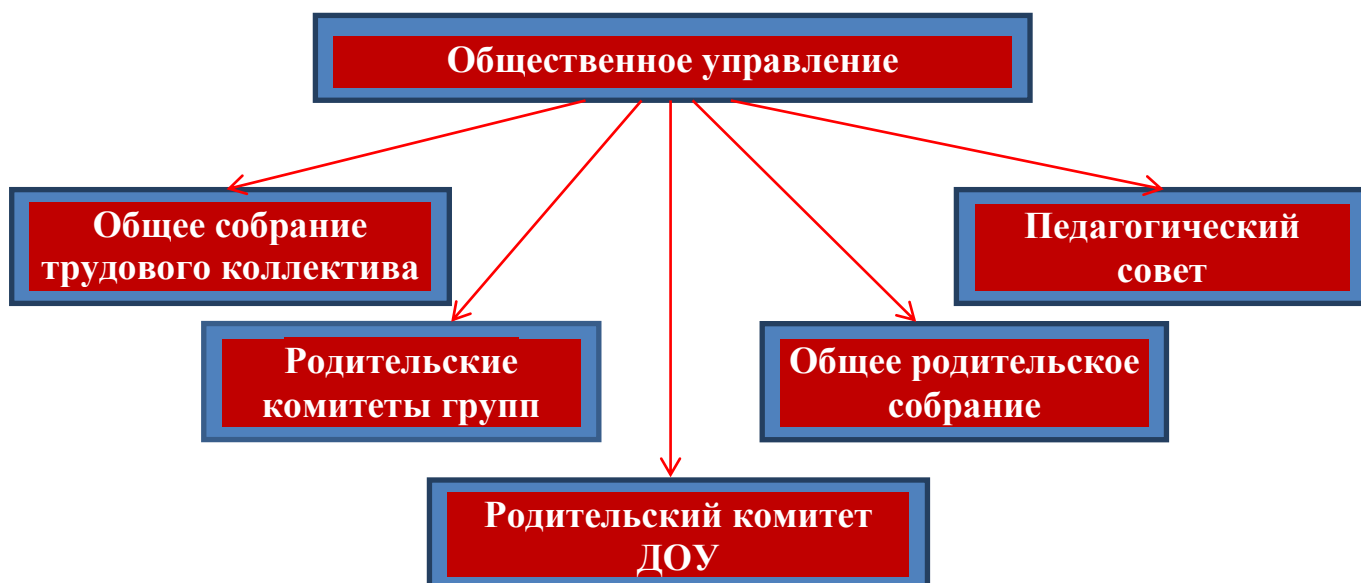 Общественное управление
Общее собрание
трудового коллектива
Педагогический
совет
Родительские
комитеты групп
Общее родительское
собрание
Родительский комитет
ДОУ